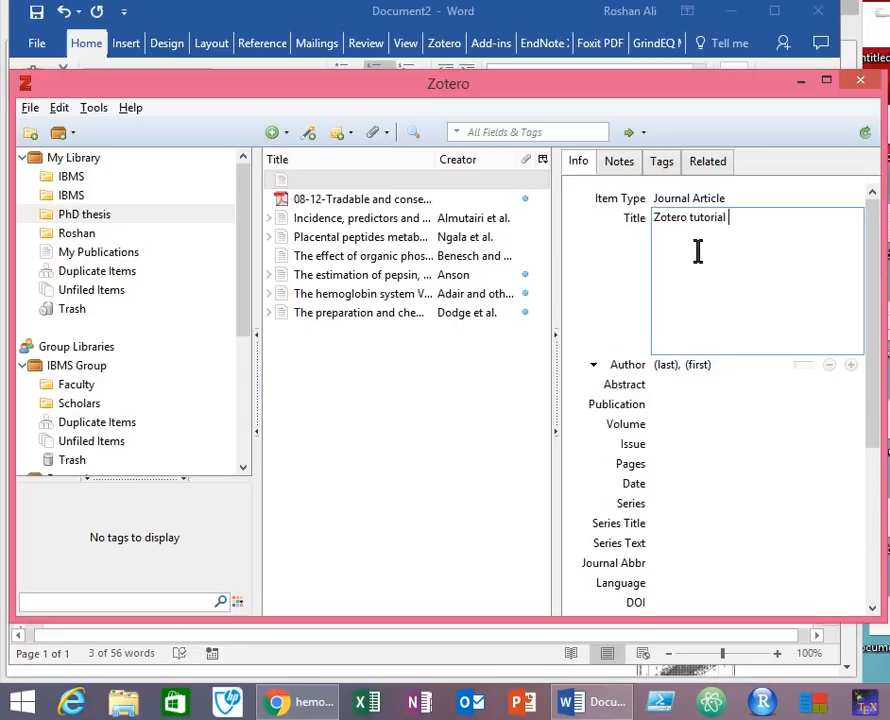 Document2 - Word
Roshan Ali
File
Home
Insert
Design
Layout
Reference
Mailings
Review
View
Zotero
Add-ins
EndNote
Foxit PDF
GrindEQ
Tell me
Zotero
File
Edit
Tools
Help
All Fields & Tags
My Library
IBMS
IBMS
PhD thesis
Roshan
My Publications
Duplicate Items
Unfiled Items
Trash
Group Libraries
IBMS Group
Faculty
Scholars
Duplicate Items
Unfiled Items
Trash
No tags to display
Title
Creator
08-12-Tradable and conse...
Incidence, predictors and ...
Almutairi et al.
Placental peptides metab...
Ngala et al.
The effect of organic phos...
Benesch and ...
The estimation of pepsin, ...
Anson
The hemoglobin system V...
Adair and oth...
The preparation and che...
Dodge et al.
Info
Notes
Tags
Related
Item Type
Journal Article
Title
Zotero tutorial
Author
(last), (first)
Abstract
Publication
Volume
Issue
Pages
Date
Series
Series Title
Series Text
Journal Abbr
Language
DOI
Page 1 of 1
3 of 56 words
100%
hemo...
Docu...